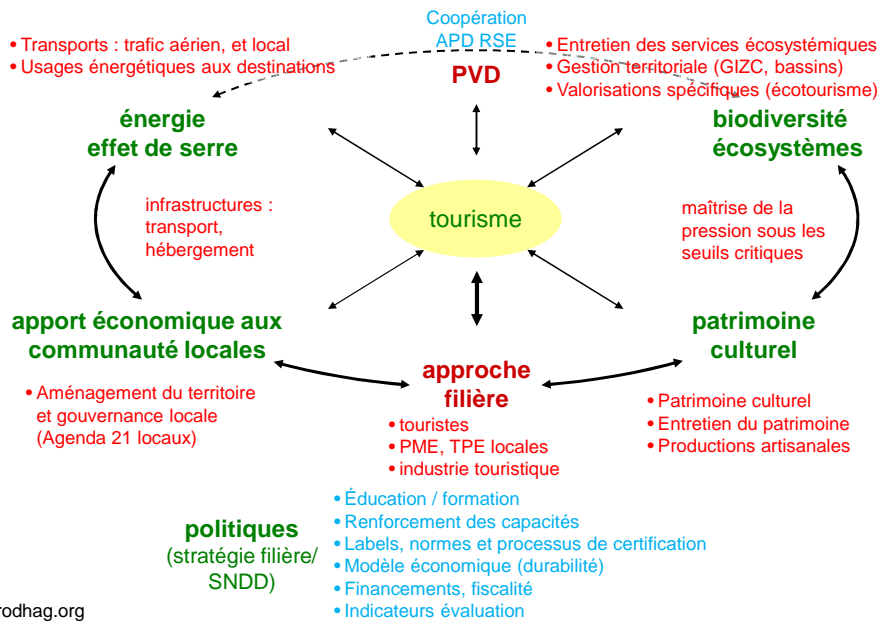 Coopération
APD RSE
• Transports : trafic aérien, et local
• Usages énergétiques aux destinations
PVD
• Entretien des services écosystémiques
• Gestion territoriale (GIZC, bassins)
• Valorisations spécifiques (écotourisme)
énergie
effet de serre
biodiversité
écosystèmes
infrastructures :
transport,
hébergement
tourisme
maîtrise de la
pression sous les
seuils critiques
apport économique aux
communauté locales
patrimoine
culturel
approche
filière
• Aménagement du territoire
et gouvernance locale
(Agenda 21 locaux)
• touristes
• PME, TPE locales
• industrie touristique
• Patrimoine culturel
• Entretien du patrimoine
• Productions artisanales
politiques
(stratégie filière/
SNDD)
• Éducation / formation
• Renforcement des capacités
• Labels, normes et processus de certification
• Modèle économique (durabilité)
• Financements, fiscalité
• Indicateurs évaluation
rodhag.org